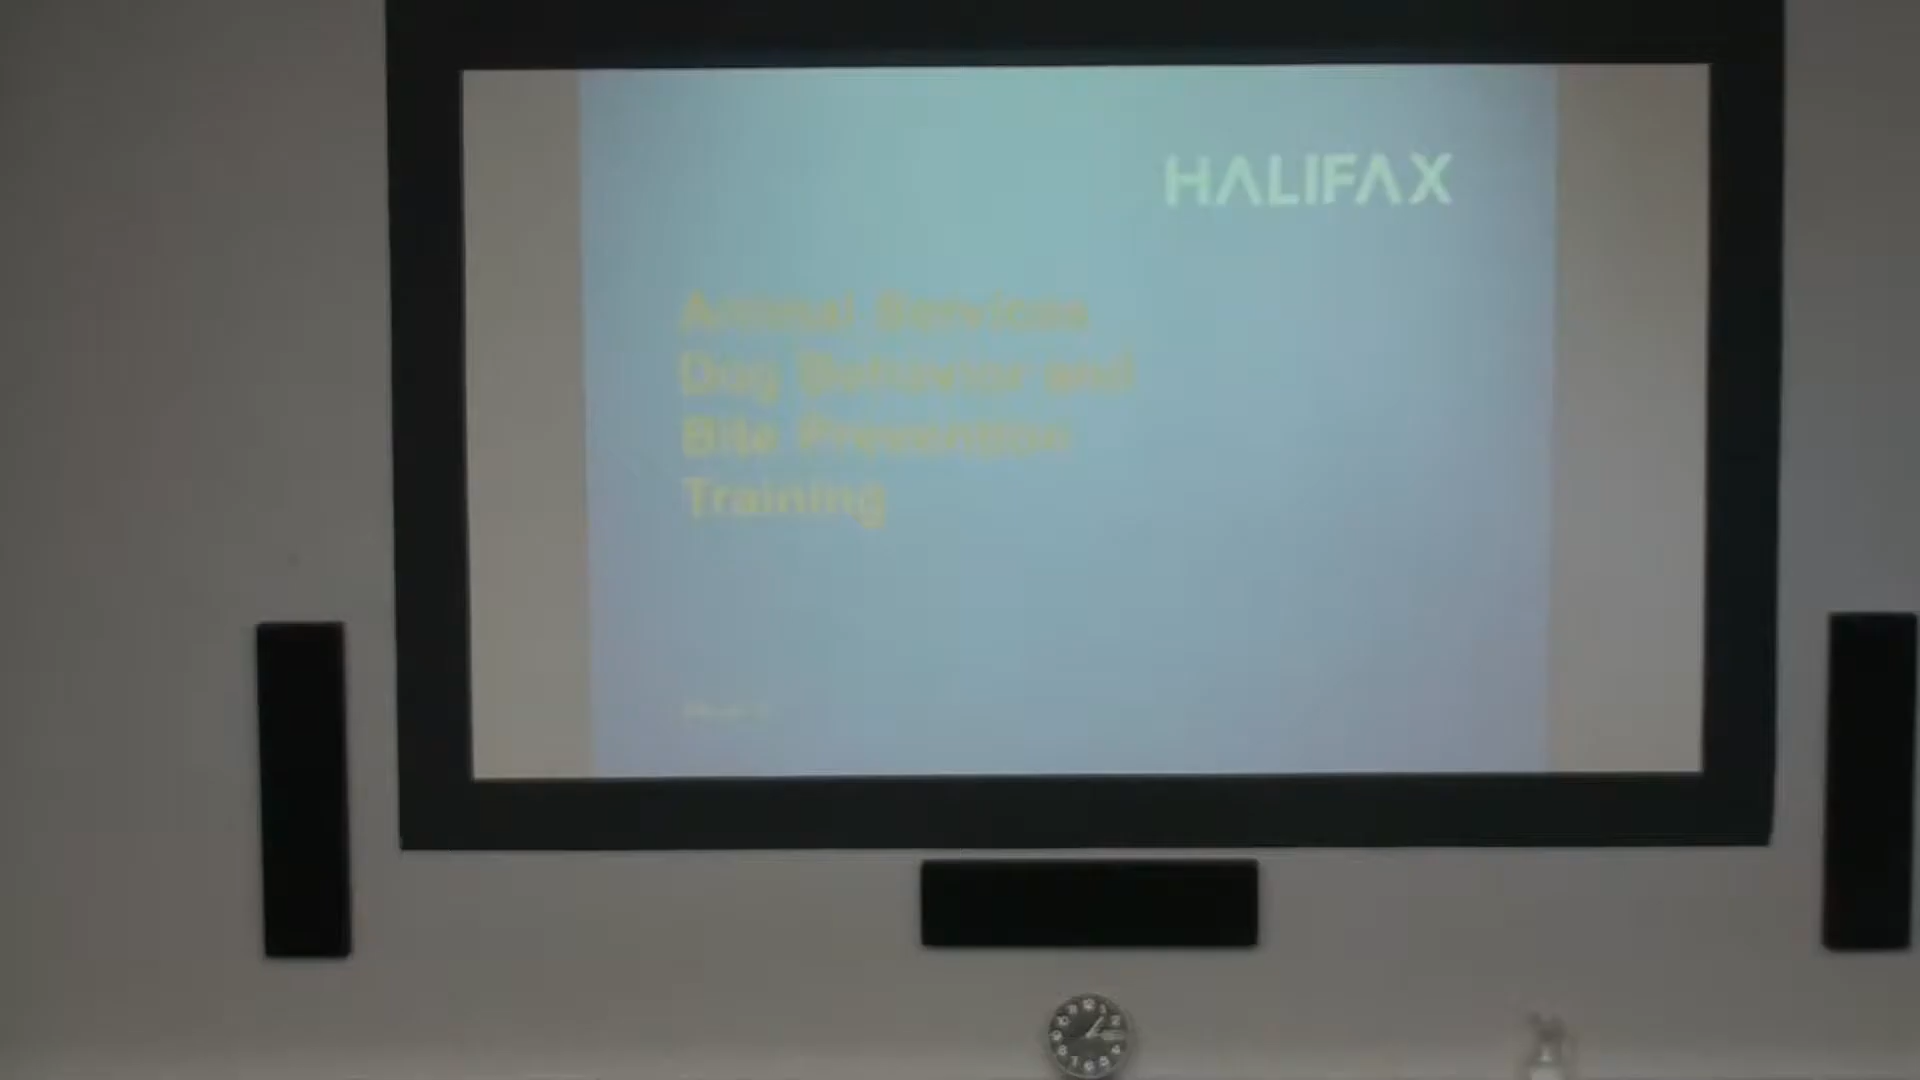 HALIFAX
Animal Services
Dog Behavior and
Bite Prevention
Training